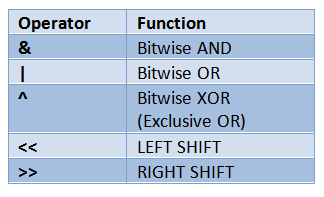 Operator Function
& Bitwise AND
| Bitwise OR
^ Bitwise XOR
(Exclusive OR)
<< LEFT SHIFT
>> RIGHT SHIFT